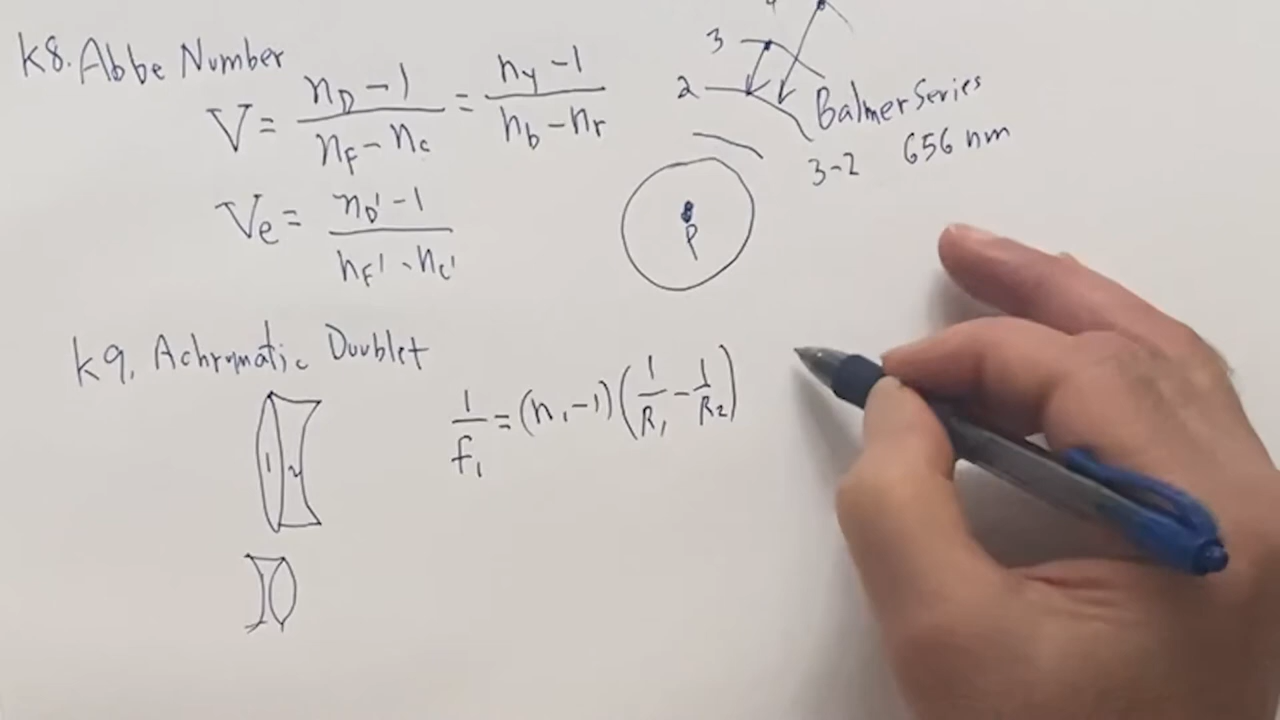 K8. Abbe Number
V = (n_D - 1)/(n_F - n_c) = (n_y - 1)/(n_b - n_r)
V_e = (n_D' - 1)/(n_F' - n_c')
3
2
Balmer Series
3-2 656 nm
P
K9. Achrymatic Doublet
1/f_1 = (n_1 - 1)(1/R_1 - 1/R_2)
1 2